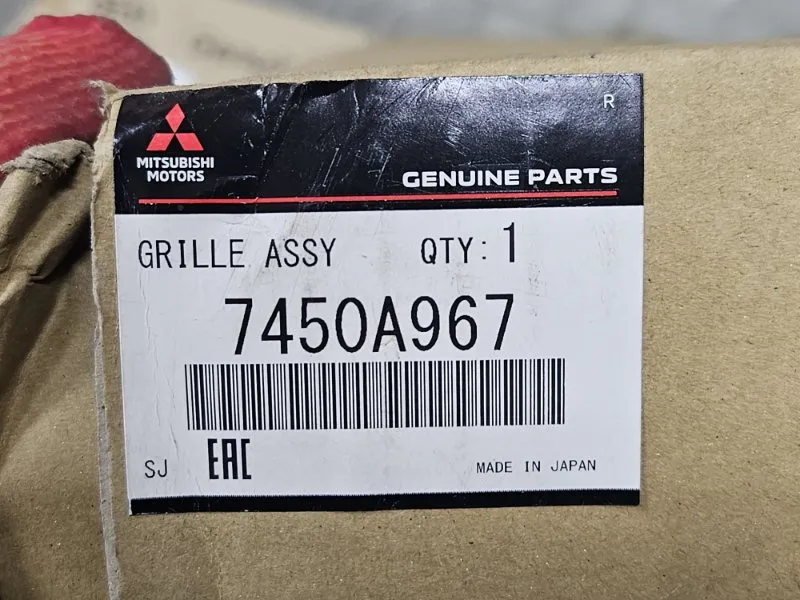 R
MITSUBISHI
MOTORS
GENUINE PARTS
GRILLE ASSY QTY: 1
7450A967
SJ EAC MADE IN JAPAN